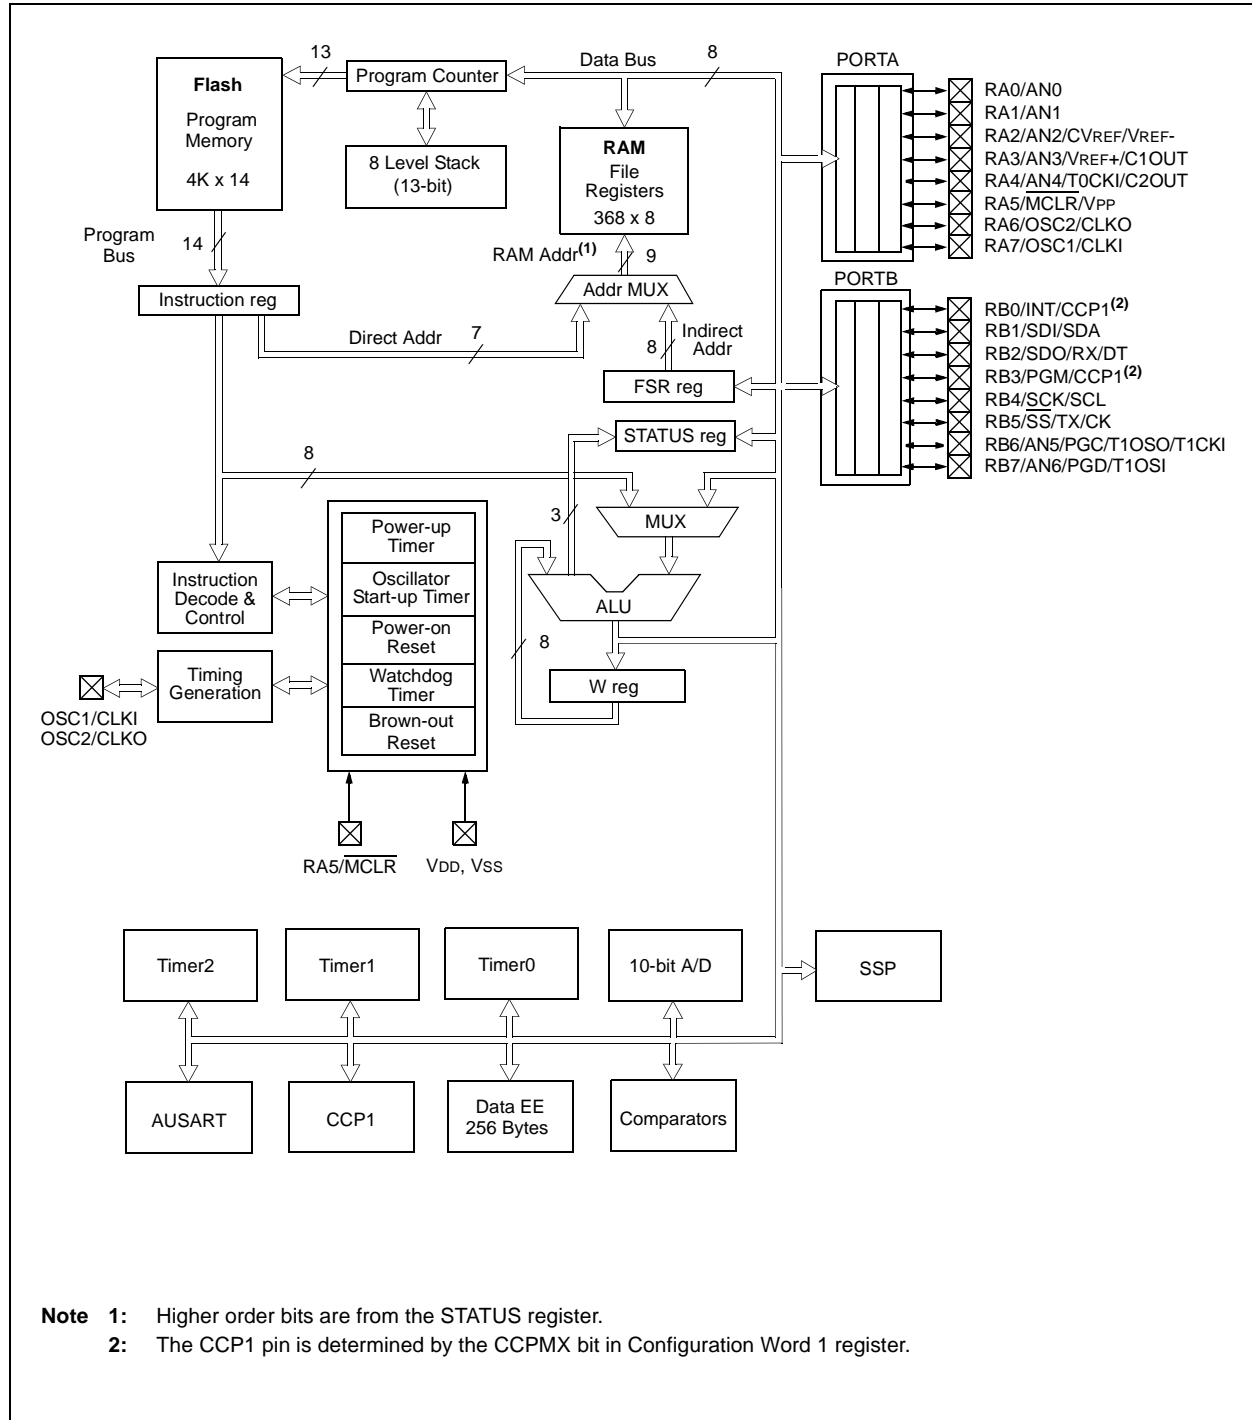 13
Data Bus
8
PORTA
Flash
Program
Memory
4K x 14
Program Counter
8 Level Stack
(13-bit)
RAM
File
Registers
368 x 8
RA0/AN0
RA1/AN1
RA2/AN2/CVREF/VREF-
RA3/AN3/VREF+/C1OUT
RA4/AN4/T0CKI/C2OUT
RA5/MCLR/VPP
RA6/OSC2/CLKO
RA7/OSC1/CLKI
Program
Bus
14
RAM Addr(1)
9
Addr MUX
PORTB
Instruction reg
Direct Addr
7
Indirect
Addr
8
FSR reg
RB0/INT/CCP1(2)
RB1/SDI/SDA
RB2/SDO/RX/DT
RB3/PGM/CCP1(2)
RB4/SCK/SCL
RB5/SS/TX/CK
RB6/AN5/PGC/T1OSO/T1CKI
RB7/AN6/PGD/T1OSI
STATUS reg
8
3
MUX
Power-up
Timer
Oscillator
Start-up Timer
Power-on
Reset
Watchdog
Timer
Brown-out
Reset
Instruction
Decode &
Control
ALU
8
W reg
Timing
Generation
OSC1/CLKI
OSC2/CLKO
RA5/MCLR
VDD, VSS
Timer2
Timer1
Timer0
10-bit A/D
SSP
AUSART
CCP1
Data EE
256 Bytes
Comparators
Note 1: Higher order bits are from the STATUS register.
2: The CCP1 pin is determined by the CCPMX bit in Configuration Word 1 register.